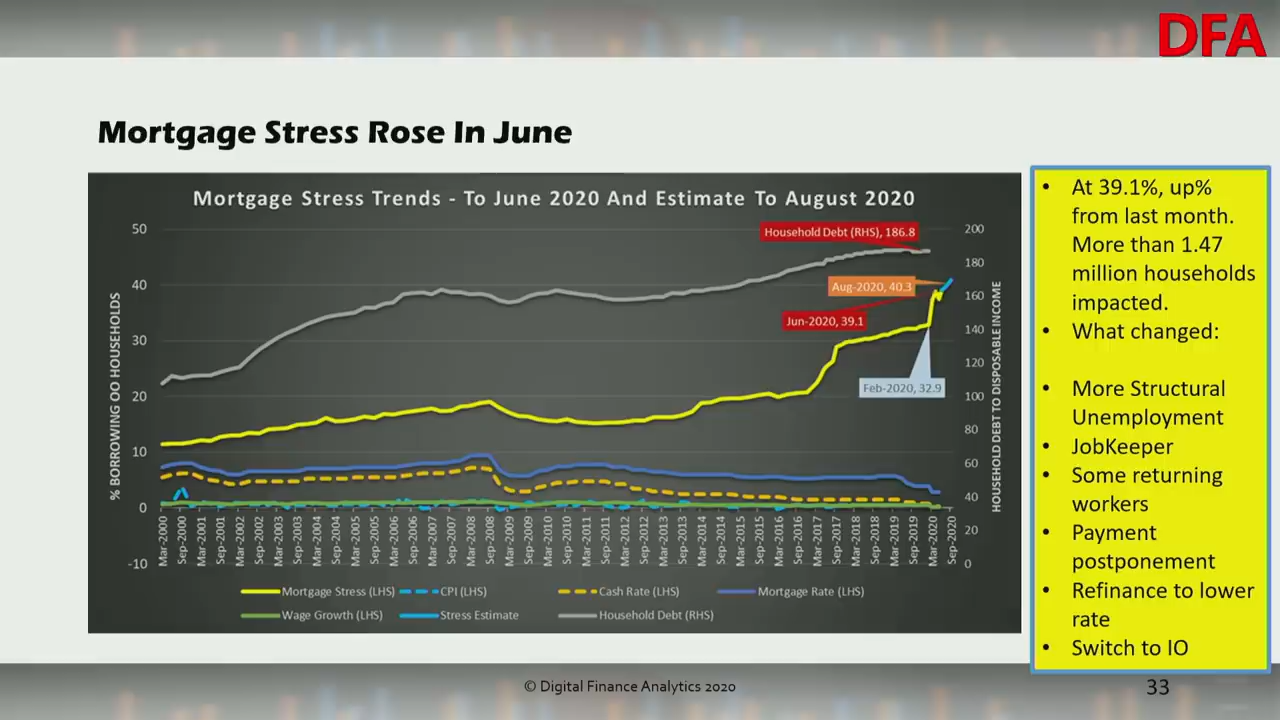 DFA
Mortgage Stress Rose In June
Mortgage Stress Trends - To June 2020 And Estimate To August 2020
% BORROWING OO HOUSEHOLDS
50
40
30
20
10
0
-10
Household Debt (RHS), 186.8
Aug-2020, 40.3
Jun-2020, 39.1
Feb-2020, 32.9
200
180
160
140
120
100
80
60
40
20
0
HOUSEHOLD DEBT TO DISPOSABLE INCOME
Mar-2000
Sep-2000
Mar-2001
Sep-2001
Mar-2002
Sep-2002
Mar-2003
Sep-2003
Mar-2004
Sep-2004
Mar-2005
Sep-2005
Mar-2006
Sep-2006
Mar-2007
Sep-2007
Mar-2008
Sep-2008
Mar-2009
Sep-2009
Mar-2010
Sep-2010
Mar-2011
Sep-2011
Mar-2012
Sep-2012
Mar-2013
Sep-2013
Mar-2014
Sep-2014
Mar-2015
Sep-2015
Mar-2016
Sep-2016
Mar-2017
Sep-2017
Mar-2018
Sep-2018
Mar-2019
Sep-2019
Mar-2020
Sep-2020
Mortgage Stress (LHS)
CPI (LHS)
Cash Rate (LHS)
Mortgage Rate (LHS)
Wage Growth (LHS)
Stress Estimate
Household Debt (RHS)
• At 39.1%, up%
from last month.
More than 1.47
million households
impacted.
• What changed:
• More Structural
Unemployment
• JobKeeper
• Some returning
workers
• Payment
postponement
• Refinance to lower
rate
• Switch to IO
© Digital Finance Analytics 2020
33